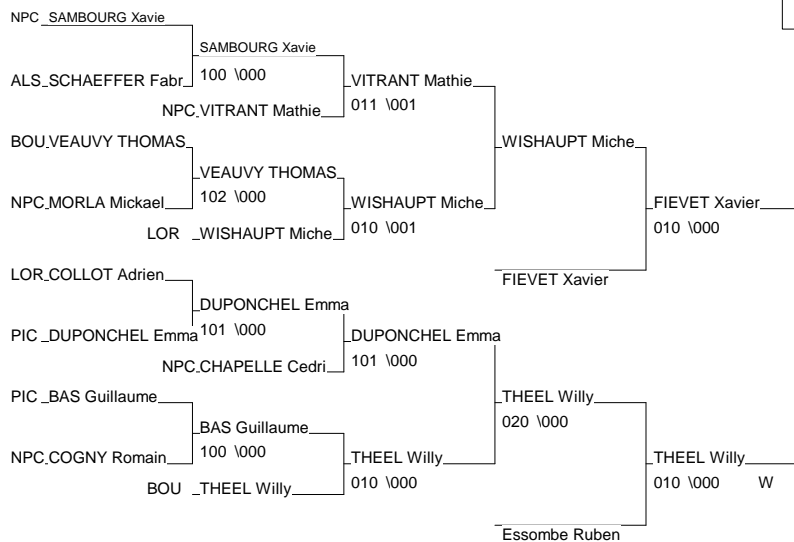 NPC SAMBOURG Xavie
SAMBOURG Xavie
ALS SCHAEFFER Fabr
100 \000
VITRANT Mathie
NPC VITRANT Mathie
011 \001
BOU VEAUVY THOMAS
WISHAUPT Miche
VEAUVY THOMAS
102 \000
NPC MORLA Mickael
WISHAUPT Miche
FIEVET Xavier
010 \001
010 \000
LOR WISHAUPT Miche
LOR COLLOT Adrien
FIEVET Xavier
DUPONCHEL Emma
101 \000
PIC DUPONCHEL Emma
DUPONCHEL Emma
NPC CHAPELLE Cedri
101 \000
PIC BAS Guillaume
THEEL Willy
020 \000
BAS Guillaume
100 \000
NPC COGNY Romain
THEEL Willy
THEEL Willy
010 \000
010 \000 W
BOU THEEL Willy
Essombe Ruben